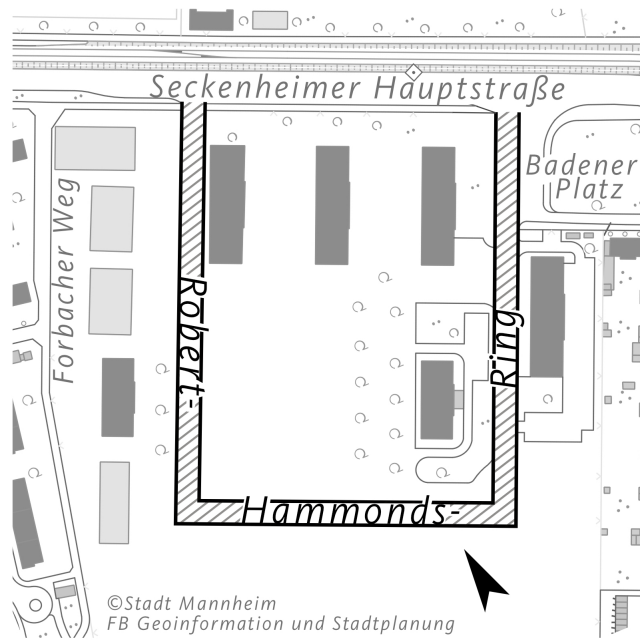 Seckenheimer Hauptstraße
Badener
Platz
Forbacher Weg
Robert-
Hammonds-
Ring
©Stadt Mannheim
FB Geoinformation und Stadtplanung